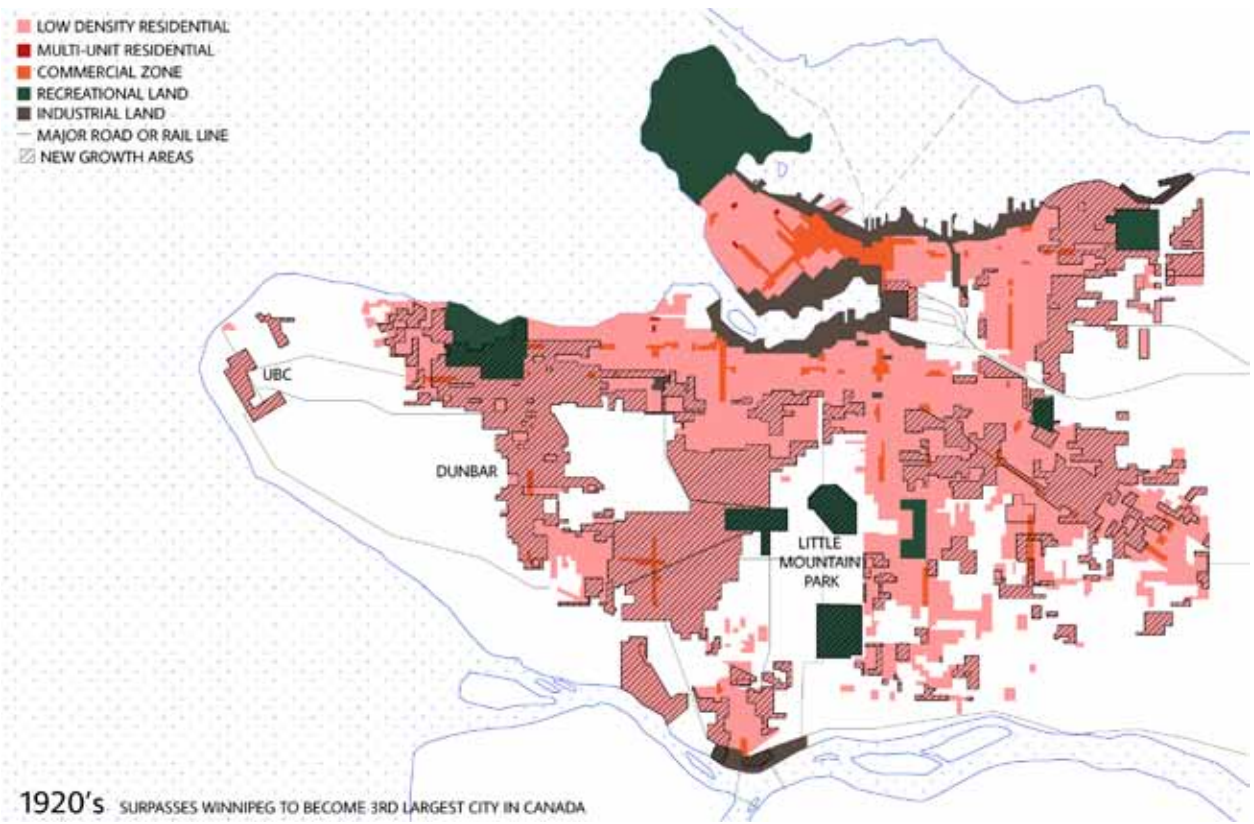 LOW DENSITY RESIDENTIAL
MULTI-UNIT RESIDENTIAL
COMMERCIAL ZONE
RECREATIONAL LAND
INDUSTRIAL LAND
MAJOR ROAD OR RAIL LINE
NEW GROWTH AREAS
UBC
DUNBAR
LITTLE
MOUNTAIN
PARK
1920's SURPASSES WINNIPEG TO BECOME 3RD LARGEST CITY IN CANADA